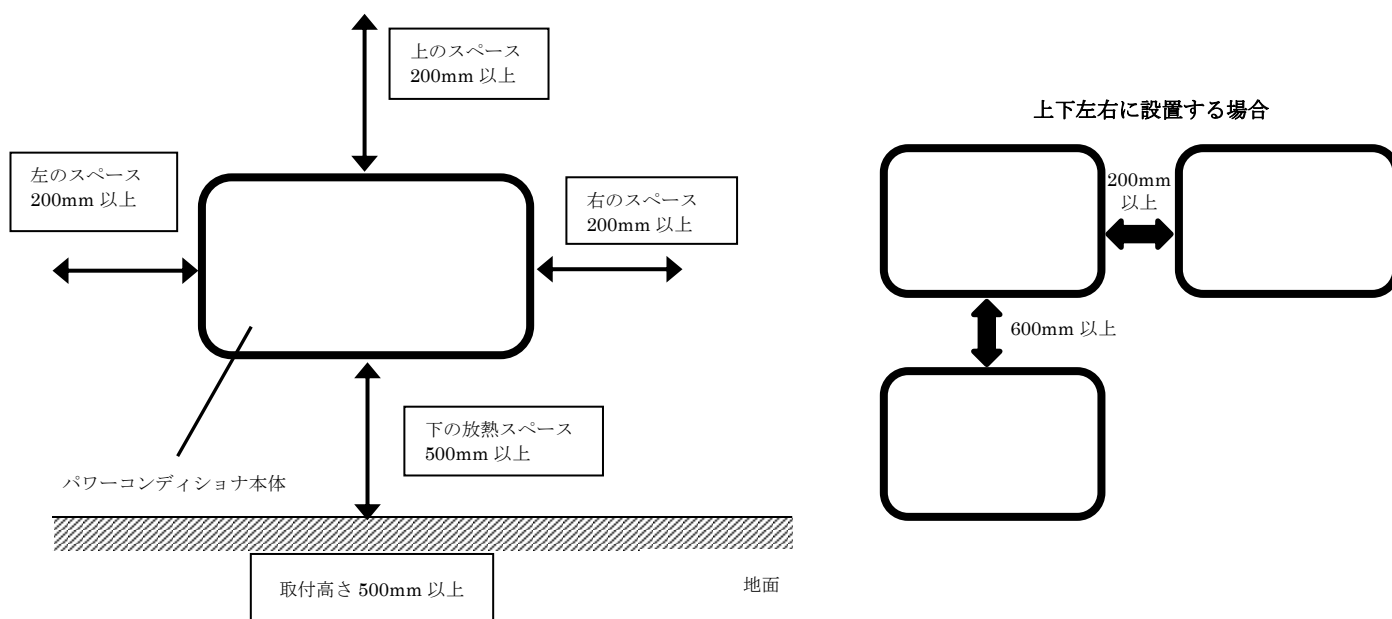 上のスペース
200mm 以上
左のスペース
200mm 以上
右のスペース
200mm 以上
下の放熱スペース
500mm 以上
パワーコンディショナ本体
取付高さ 500mm 以上
地面
上下左右に設置する場合
200mm
以上
600mm 以上